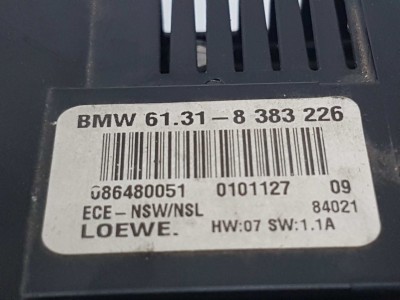 BMW 61.31-8 383 226
086480051 0101127 09
ECE-NSW/NSL 84021
LOEWE. HW:07 SW:1.1A